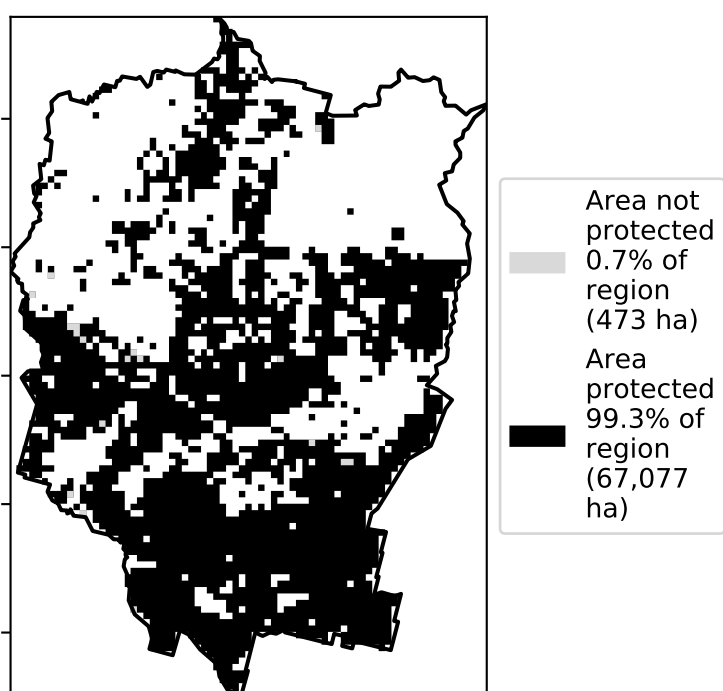 Area not
protected
0.7% of
region
(473 ha)
Area
protected
99.3% of
region
(67,077
ha)